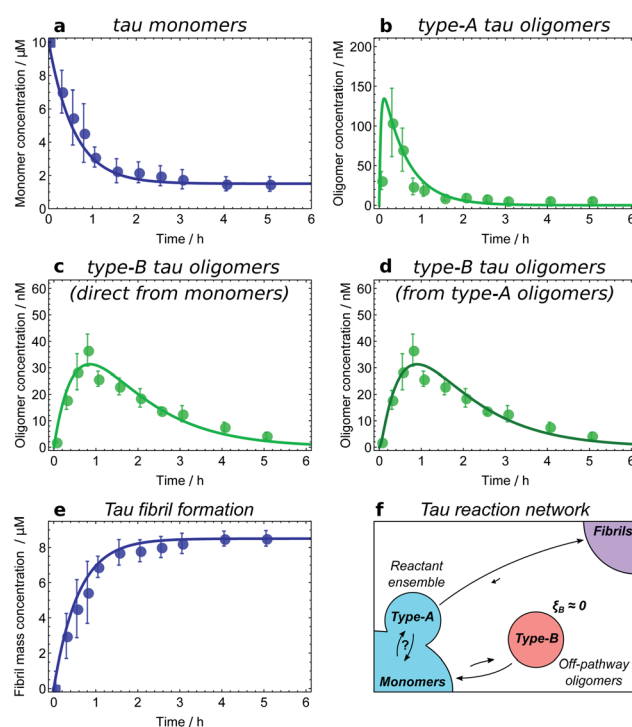 a
tau monomers
10
8
6
4
2
0
Monomer concentration / μM
0 1 2 3 4 5 6
Time / h
b
type-A tau oligomers
200
150
100
50
0
Oligomer concentration / nM
0 1 2 3 4 5 6
Time / h
c
type-B tau oligomers
(direct from monomers)
60
50
40
30
20
10
0
Oligomer concentration / nM
0 1 2 3 4 5 6
Time / h
d
type-B tau oligomers
(from type-A oligomers)
60
50
40
30
20
10
0
Oligomer concentration / nM
0 1 2 3 4 5 6
Time / h
e
Tau fibril formation
8
6
4
2
0
Fibril mass concentration / μM
0 1 2 3 4 5 6
Time / h
f
Tau reaction network
Fibrils
Reactant
ensemble
Type-A
?
Monomers
ξB ≈ 0
Type-B
Off-pathway
oligomers